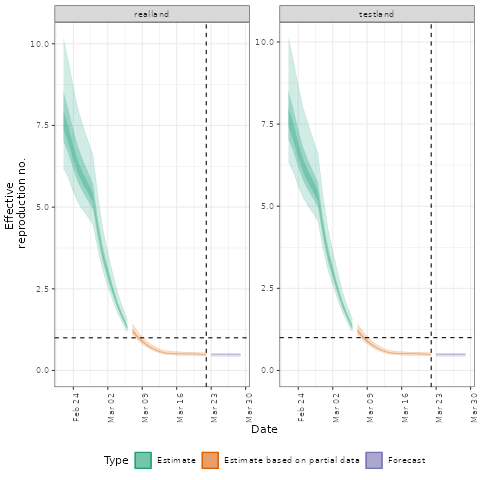 realland
testland
Effective
reproduction no.
10.0
7.5
5.0
2.5
0.0
10.0
7.5
5.0
2.5
0.0
Feb 24
Mar 02
Mar 09
Mar 16
Mar 23
Mar 30
Feb 24
Mar 02
Mar 09
Mar 16
Mar 23
Mar 30
Date
Type Estimate Estimate based on partial data Forecast